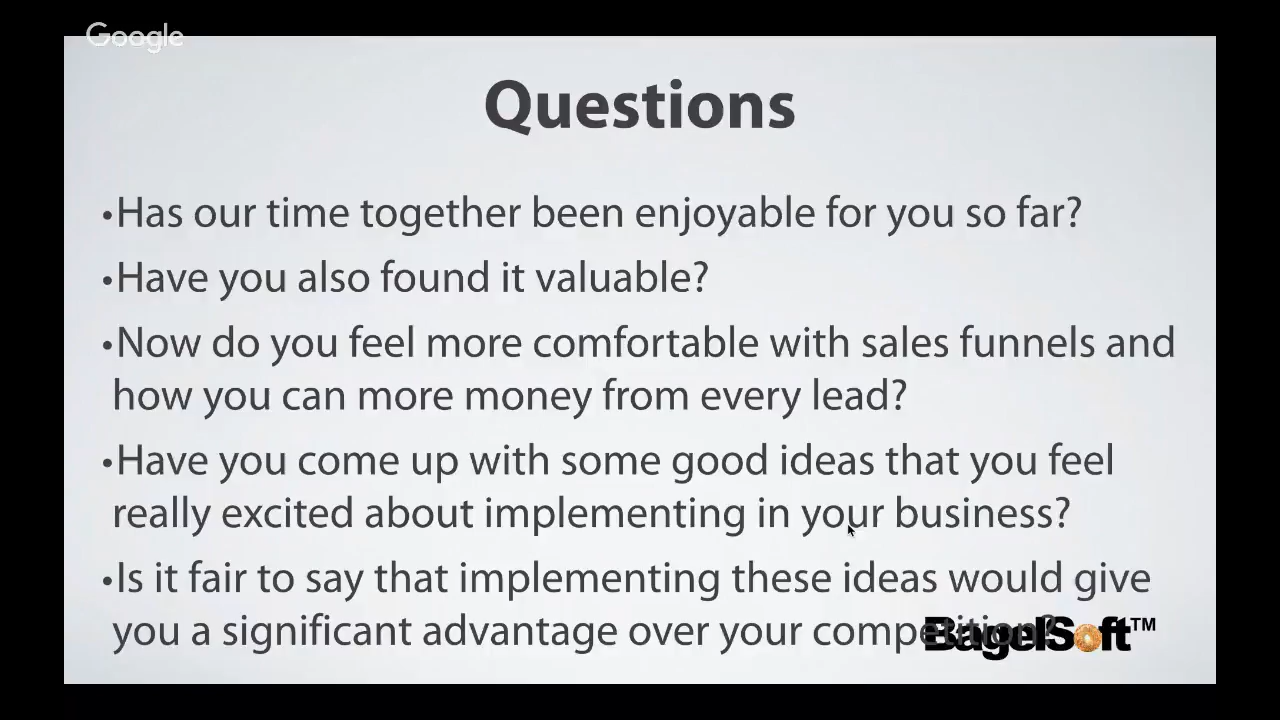 Google
Questions
•Has our time together been enjoyable for you so far?
•Have you also found it valuable?
•Now do you feel more comfortable with sales funnels and
how you can more money from every lead?
•Have you come up with some good ideas that you feel
really excited about implementing in your business?
•Is it fair to say that implementing these ideas would give
you a significant advantage over your competition?
BagelSoft™